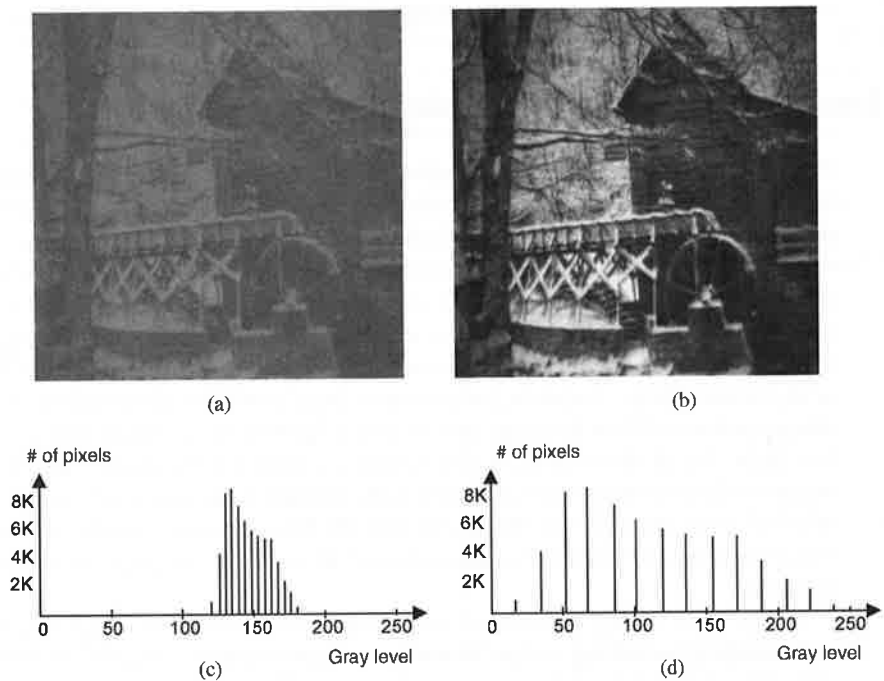 (a) (b)
# of pixels
8K
6K
4K
2K
0 50 100 150 200 250
Gray level
(c)
# of pixels
8K
6K
4K
2K
0 50 100 150 200 250
Gray level
(d)